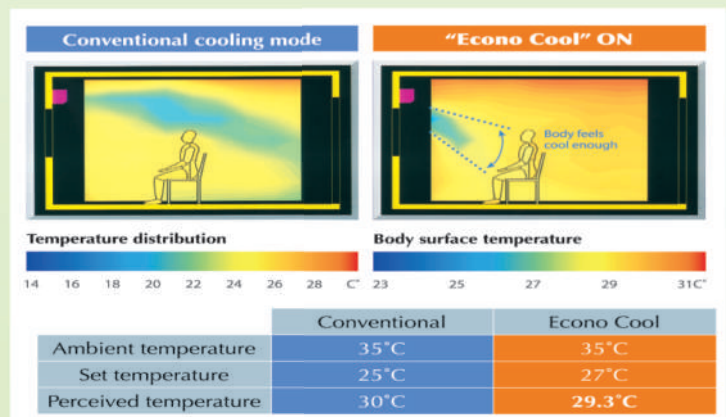 Conventional cooling mode
“Econo Cool” ON
Body feels
cool enough
Temperature distribution
14 16 18 20 22 24 26 28 C˚
Body surface temperature
23 25 27 29 31C˚
Conventional Econo Cool
Ambient temperature 35˚C 35˚C
Set temperature 25˚C 27˚C
Perceived temperature 30˚C 29.3˚C